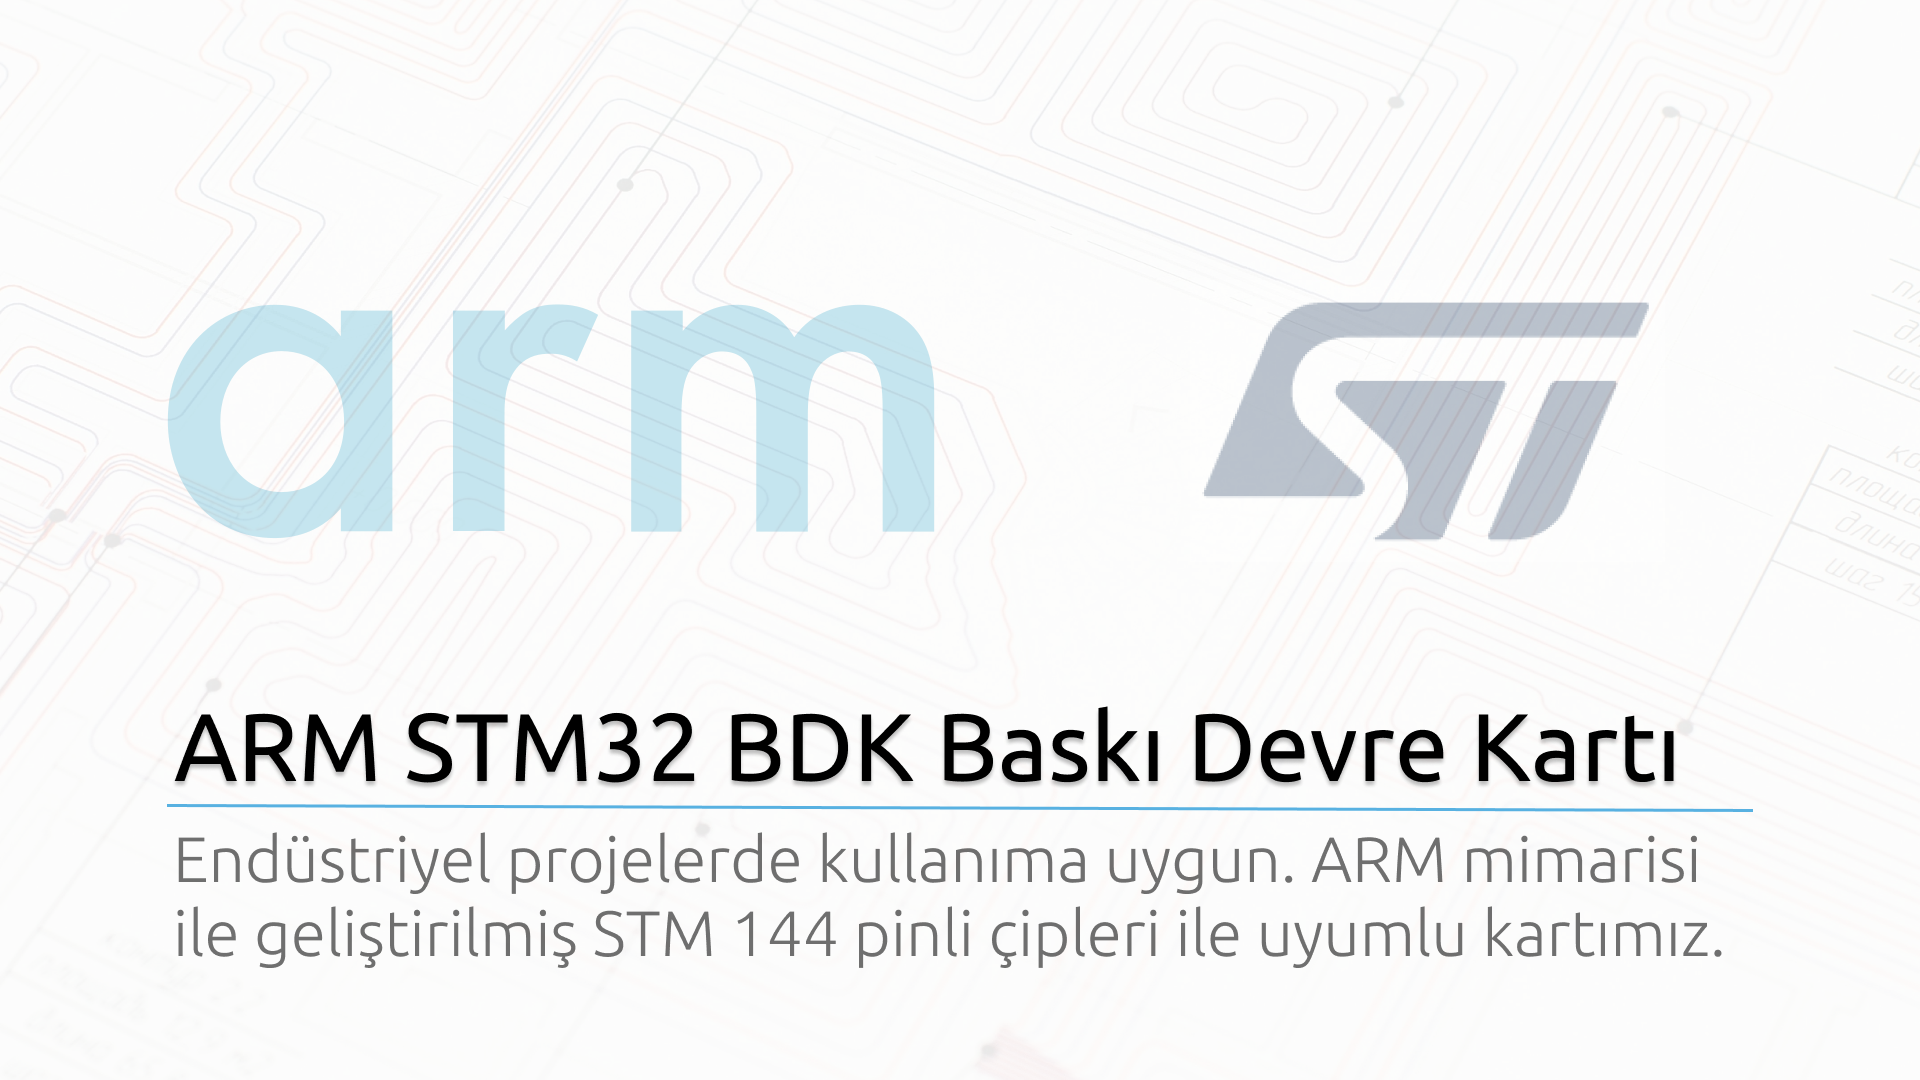 arm
ST
ARM STM32 BDK Baskı Devre Kartı
Endüstriyel projelerde kullanıma uygun. ARM mimarisi
ile geliştirilmiş STM 144 pinli çipleri ile uyumlu kartımız.